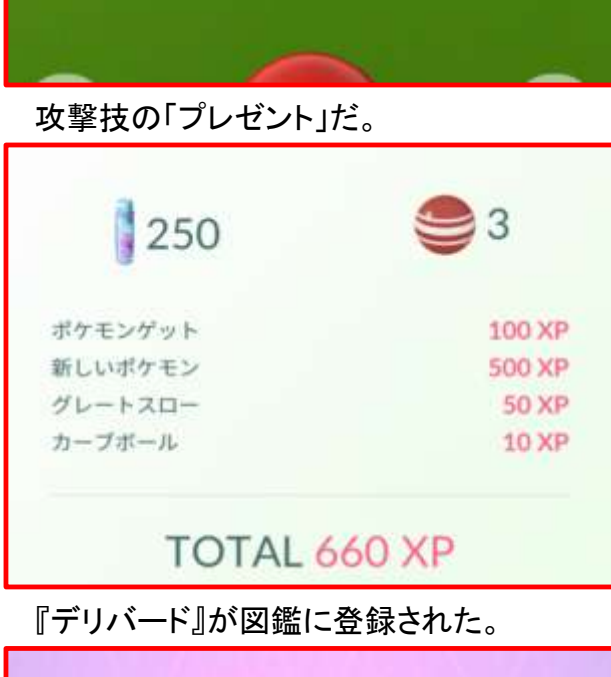 攻撃技の「プレゼント」だ。
250 3
ポケモンゲット 100 XP
新しいポケモン 500 XP
グレートスロー 50 XP
カーブボール 10 XP
TOTAL 660 XP
『デリバード』が図鑑に登録された。